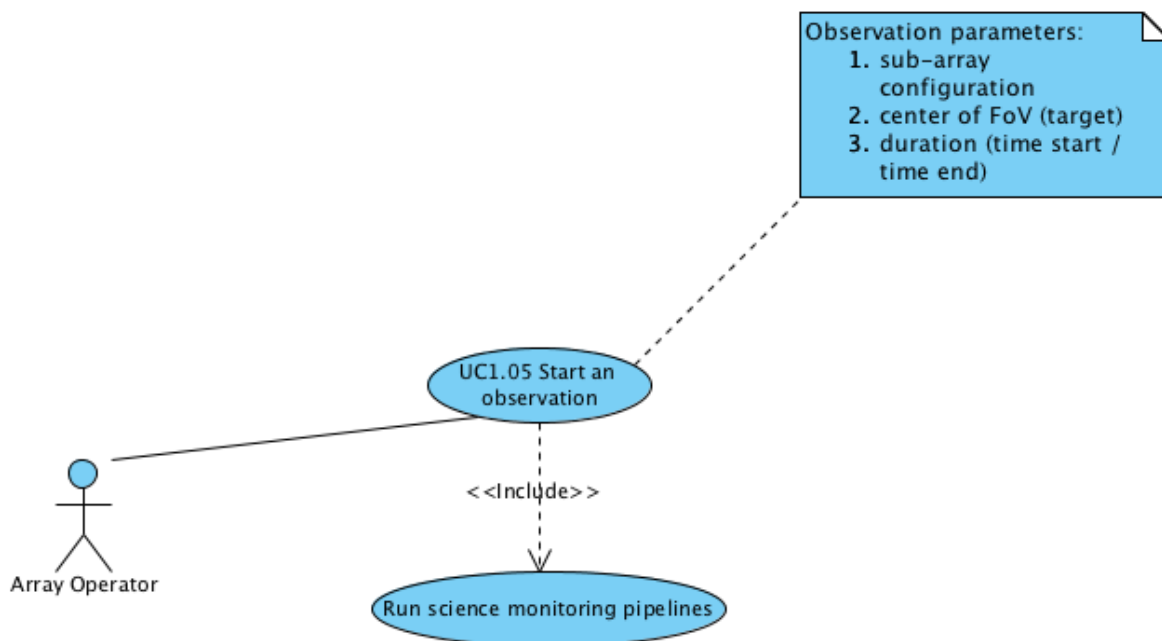 Observation parameters:
1. sub-array
configuration
2. center of FoV (target)
3. duration (time start /
time end)
UC1.05 Start an
observation
<<Include>>
Array Operator
Run science monitoring pipelines